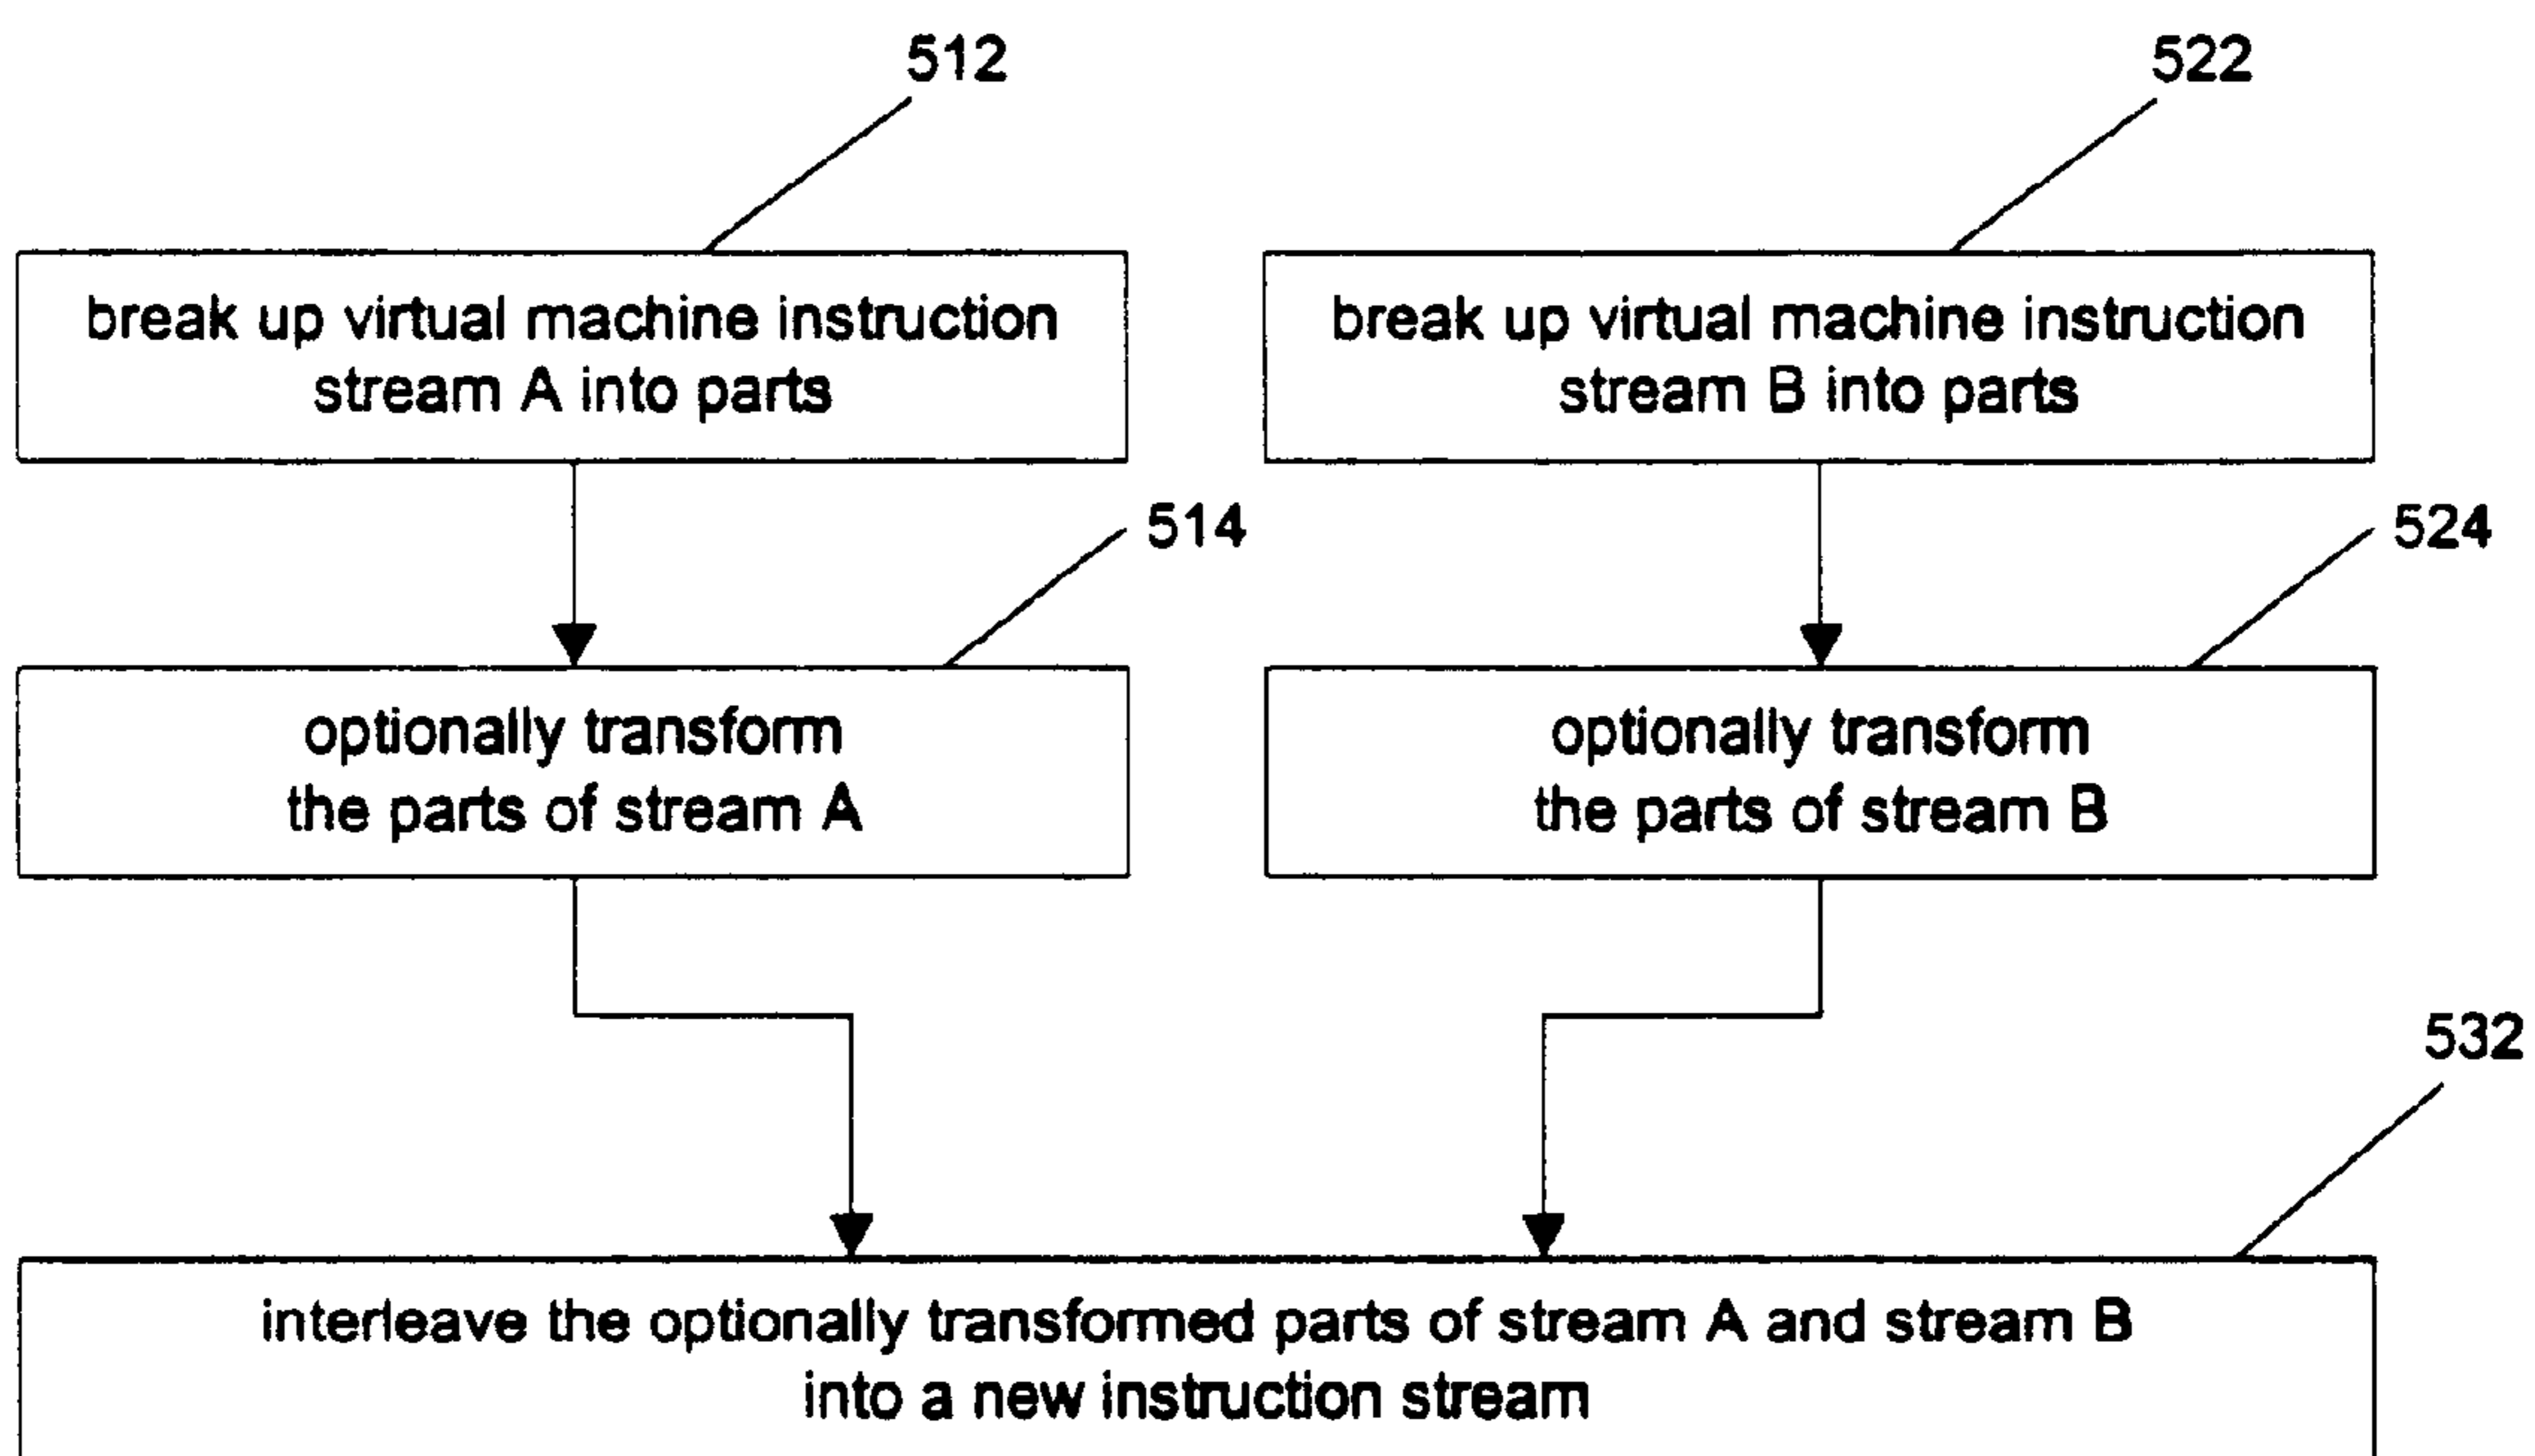 512
522
break up virtual machine instruction
stream A into parts
break up virtual machine instruction
stream B into parts
514
524
optionally transform
the parts of stream A
optionally transform
the parts of stream B
532
interleave the optionally transformed parts of stream A and stream B
into a new instruction stream